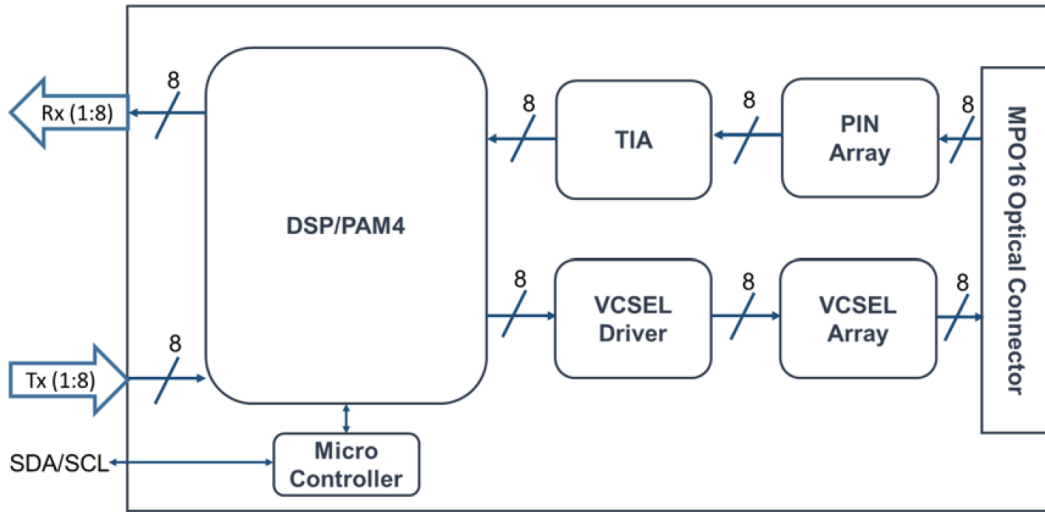 8
Rx (1:8)
8
TIA
8
PIN
Array
8
MPO16 Optical Connector
DSP/PAM4
8
VCSEL
Driver
8
VCSEL
Array
8
8
Tx (1:8)
SDA/SCL
Micro
Controller